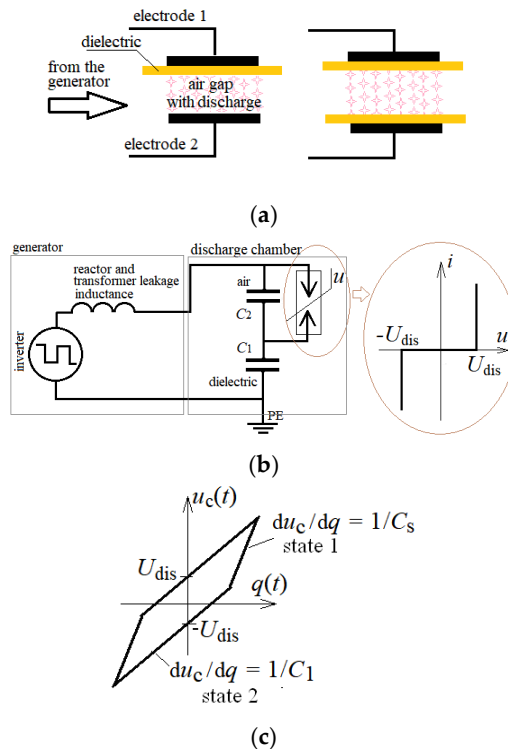 electrode 1
dielectric
from the
generator
air gap
with discharge
electrode 2
(a)
generator
discharge chamber
reactor and
transformer leakage
inductance
inverter
air
C2
C1
dielectric
PE
u
i
-Udis
u
Udis
(b)
uc(t)
duc/dq = 1/Cs
state 1
Udis
q(t)
-Udis
duc/dq = 1/C1
state 2
(c)